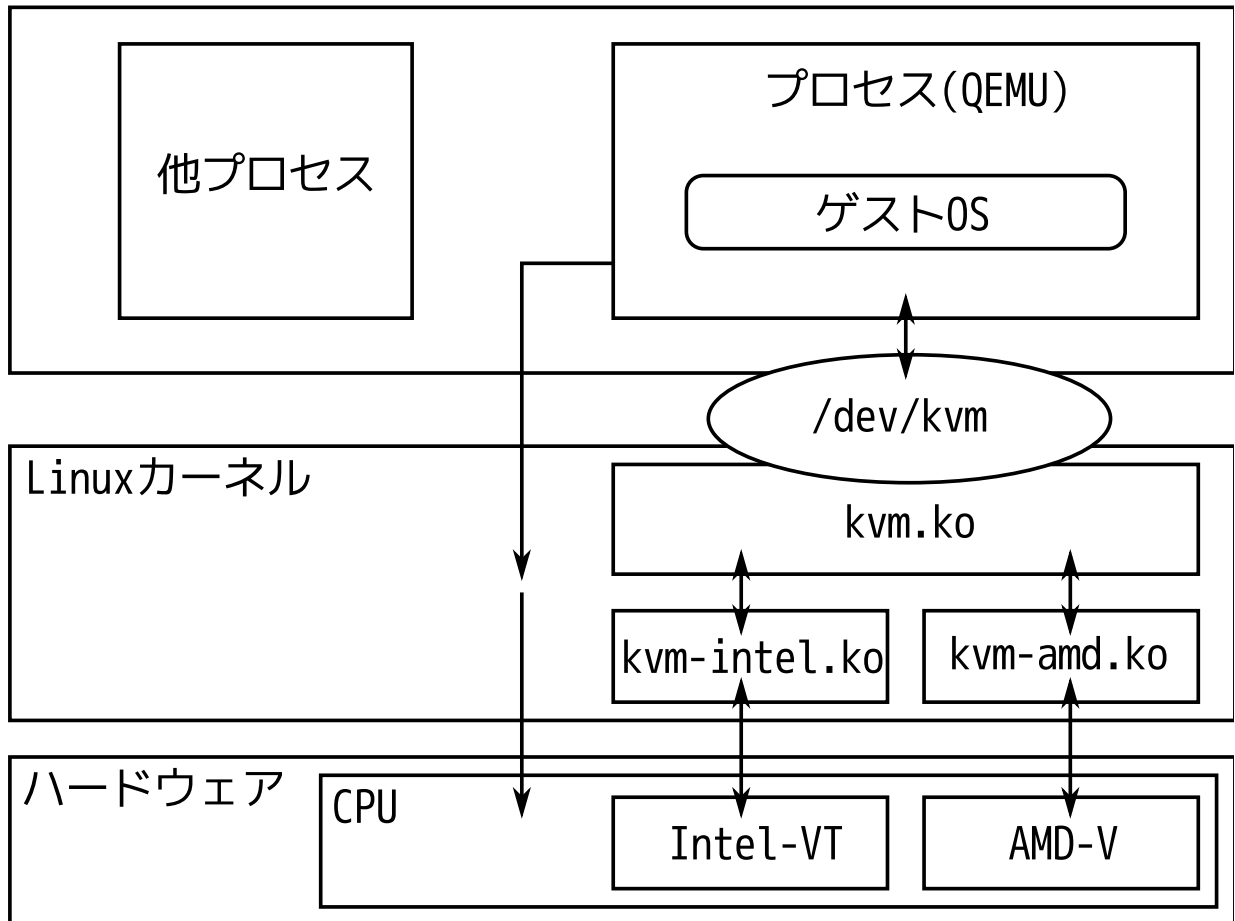 他プロセス
プロセス(QEMU)
ゲストOS
/dev/kvm
Linuxカーネル
kvm.ko
kvm-intel.ko
kvm-amd.ko
ハードウェア
CPU
Intel-VT
AMD-V